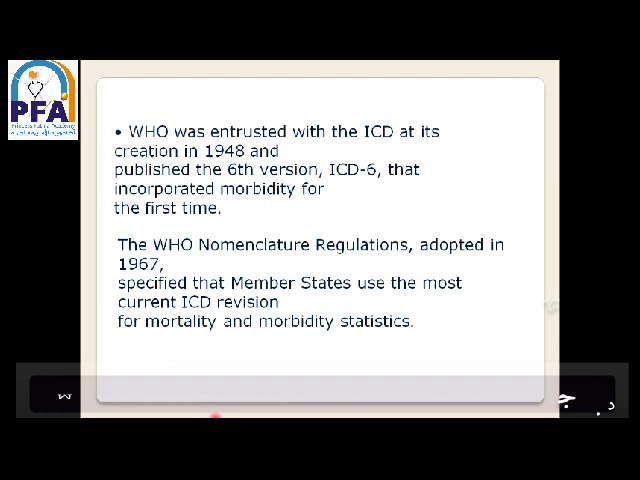 PFA
• WHO was entrusted with the ICD at its
creation in 1948 and
published the 6th version, ICD-6, that
incorporated morbidity for
the first time.
The WHO Nomenclature Regulations, adopted in
1967,
specified that Member States use the most
current ICD revision
for mortality and morbidity statistics.